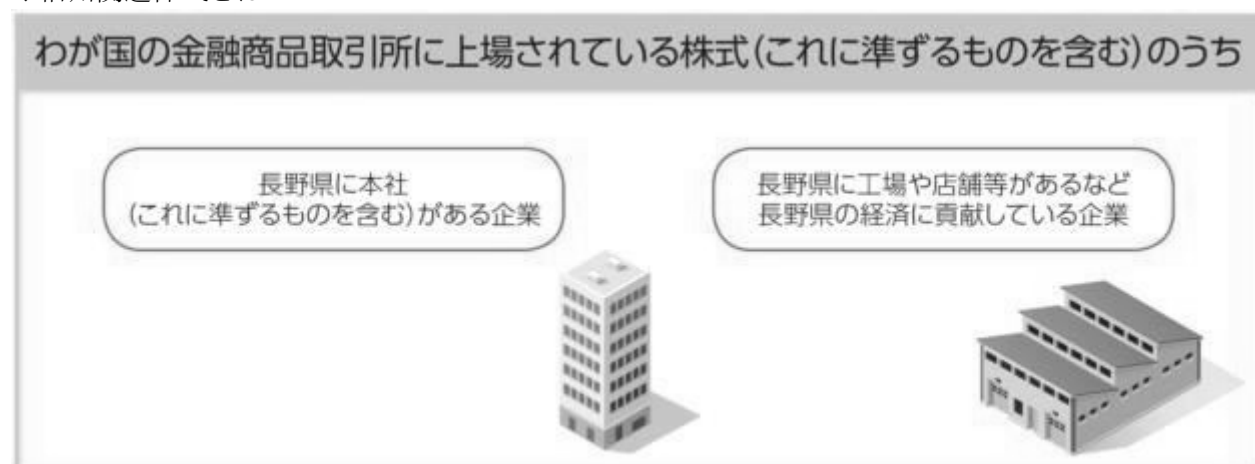 わが国の金融商品取引所に上場されている株式(これに準ずるものを含む)のうち
長野県に本社
(これに準ずるものを含む)がある企業
長野県に工場や店舗等があるなど
長野県の経済に貢献している企業